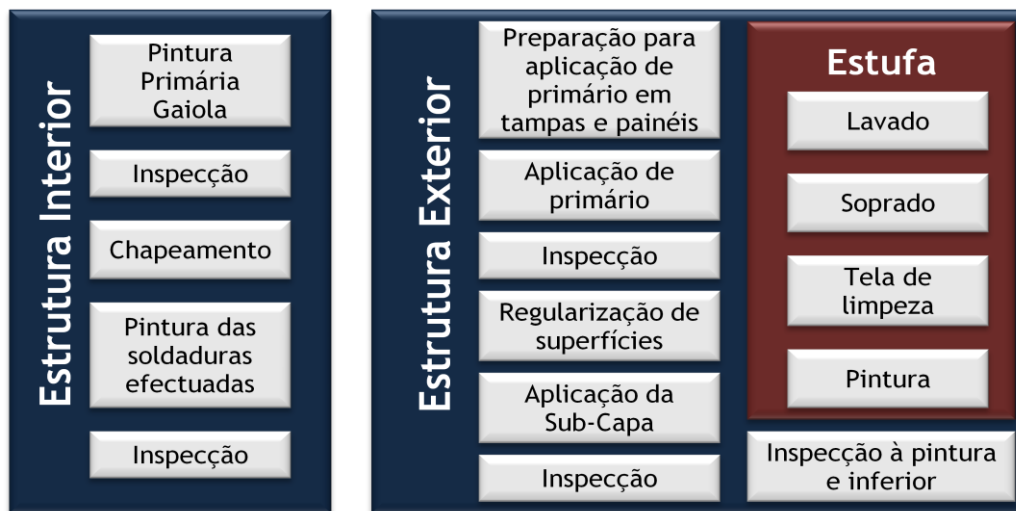 Estrutura Interior
Pintura
Primária
Gaiola
Inspecção
Chapeamento
Pintura das
soldaduras
efectuadas
Inspecção
Estrutura Exterior
Preparação para
aplicação de
primário em
tampas e painéis
Aplicação de
primário
Inspecção
Regularização de
superfícies
Aplicação da
Sub-Capa
Inspecção
Estufa
Lavado
Soprado
Tela de
limpeza
Pintura
Inspecção à pintura
e inferior